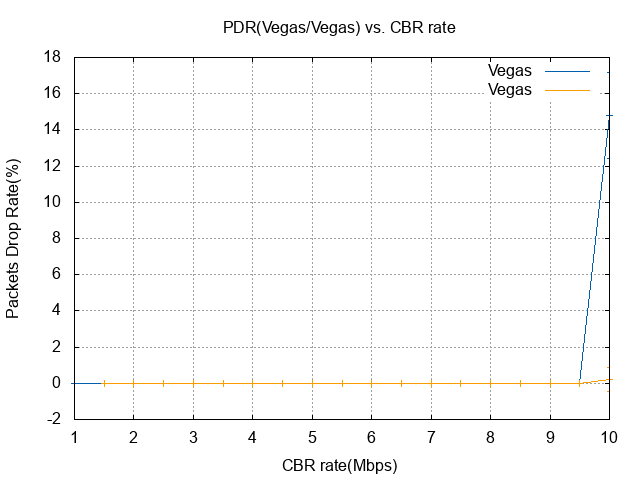 PDR(Vegas/Vegas) vs. CBR rate
Vegas
Vegas
18
16
14
12
10
8
6
4
2
0
-2
Packets Drop Rate(%)
1 2 3 4 5 6 7 8 9 10
CBR rate(Mbps)